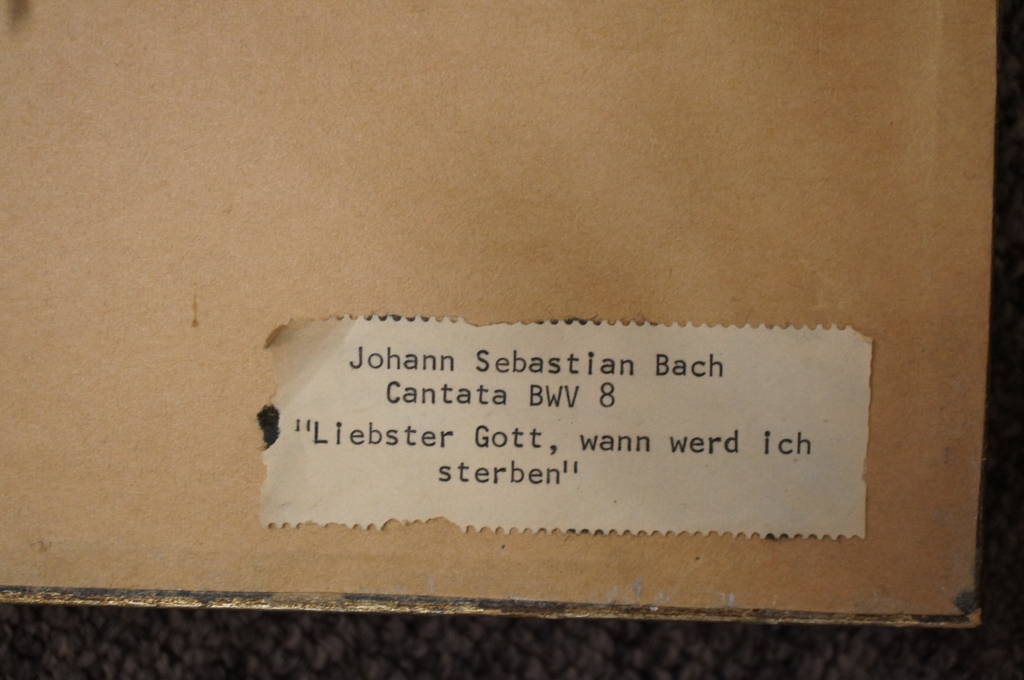 Johann Sebastian Bach
Cantata BWV 8
"Liebster Gott, wann werd ich
sterben"